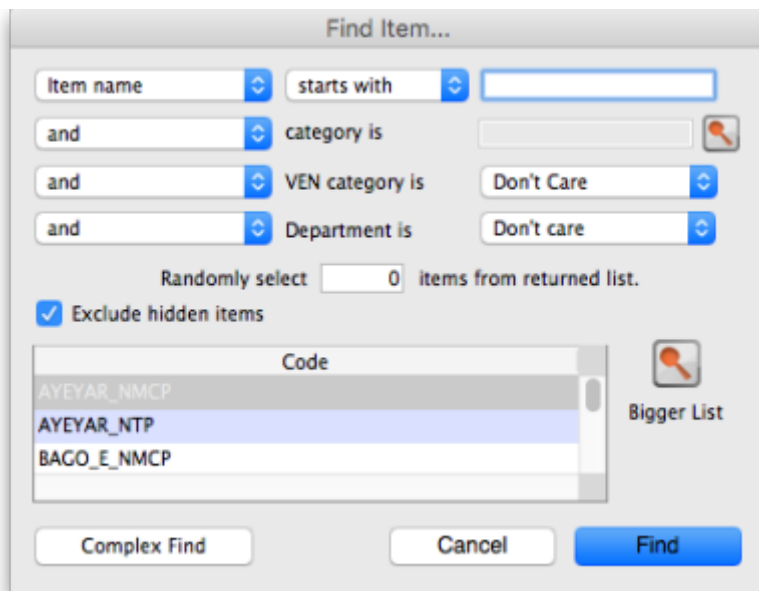 Find Item...
Item name starts with
and category is
and VEN category is Don't Care
and Department is Don't care
Randomly select 0 items from returned list.
Exclude hidden items
Code
AYEYAR_NMCP
AYEYAR_NTP
BAGO_E_NMCP
Bigger List
Complex Find Cancel Find